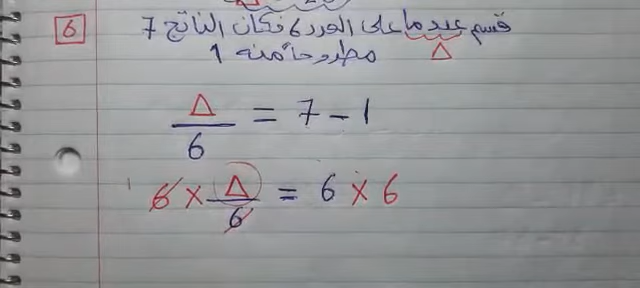 6 قسم عدد ما على العدد 6 فكان الناتج 7
مطروحاً منه 1
Δ
Δ/6 = 7 - 1
6 × Δ/6 = 6 × 6